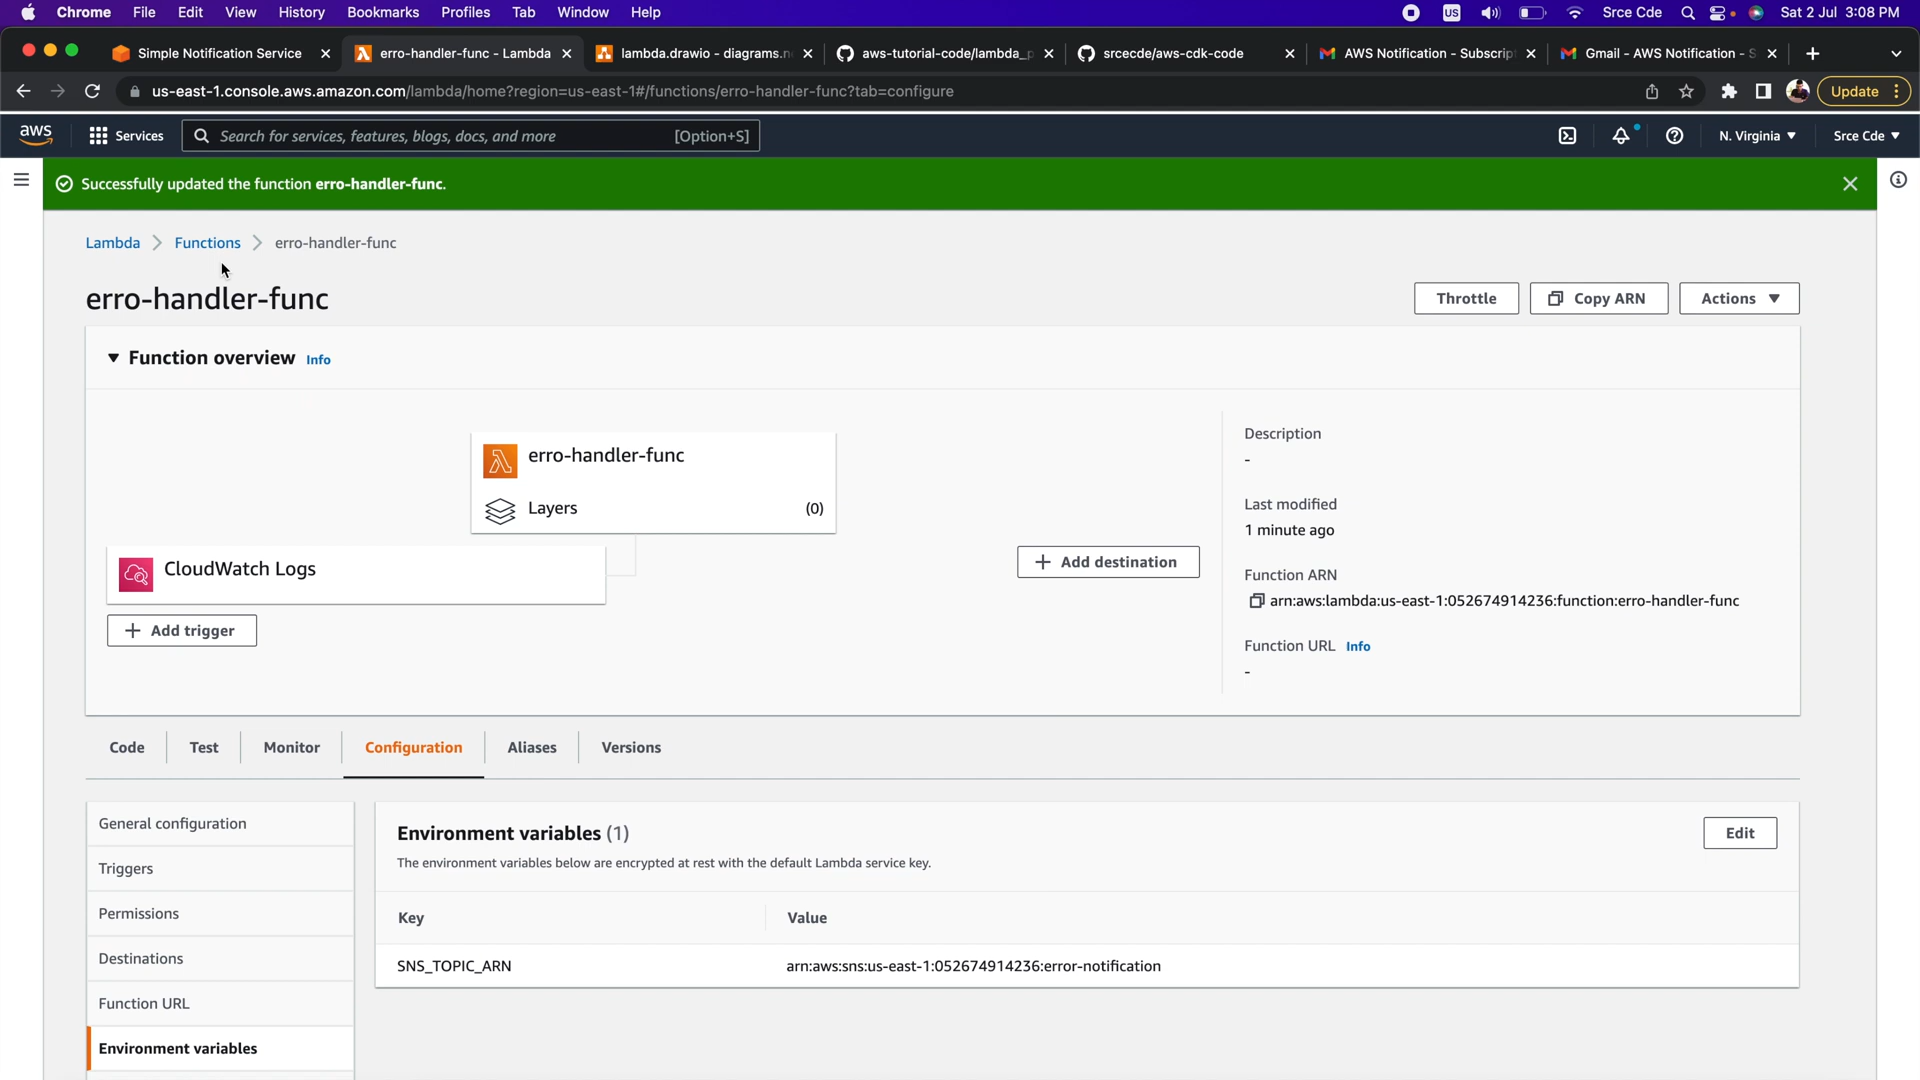 Chrome File Edit View History Bookmarks Profiles Tab Window Help US Srce Cde Sat 2 Jul 3:08 PM
Simple Notification Service erro-handler-func - Lambda lambda.drawio - diagrams.n aws-tutorial-code/lambda_p srcecde/aws-cdk-code AWS Notification - Subscrip Gmail - AWS Notification - S
us-east-1.console.aws.amazon.com/lambda/home?region=us-east-1#/functions/erro-handler-func?tab=configure Update
aws Services Search for services, features, blogs, docs, and more [Option+S] N. Virginia Srce Cde
Successfully updated the function erro-handler-func.
Lambda Functions erro-handler-func
erro-handler-func Throttle Copy ARN Actions
Function overview Info
erro-handler-func
Layers (0)
CloudWatch Logs
+ Add trigger
+ Add destination
Description
-
Last modified
1 minute ago
Function ARN
arn:aws:lambda:us-east-1:052674914236:function:erro-handler-func
Function URL Info
-
Code Test Monitor Configuration Aliases Versions
General configuration
Triggers
Permissions
Destinations
Function URL
Environment variables
Environment variables (1) Edit
The environment variables below are encrypted at rest with the default Lambda service key.
Key Value
SNS_TOPIC_ARN arn:aws:sns:us-east-1:052674914236:error-notification